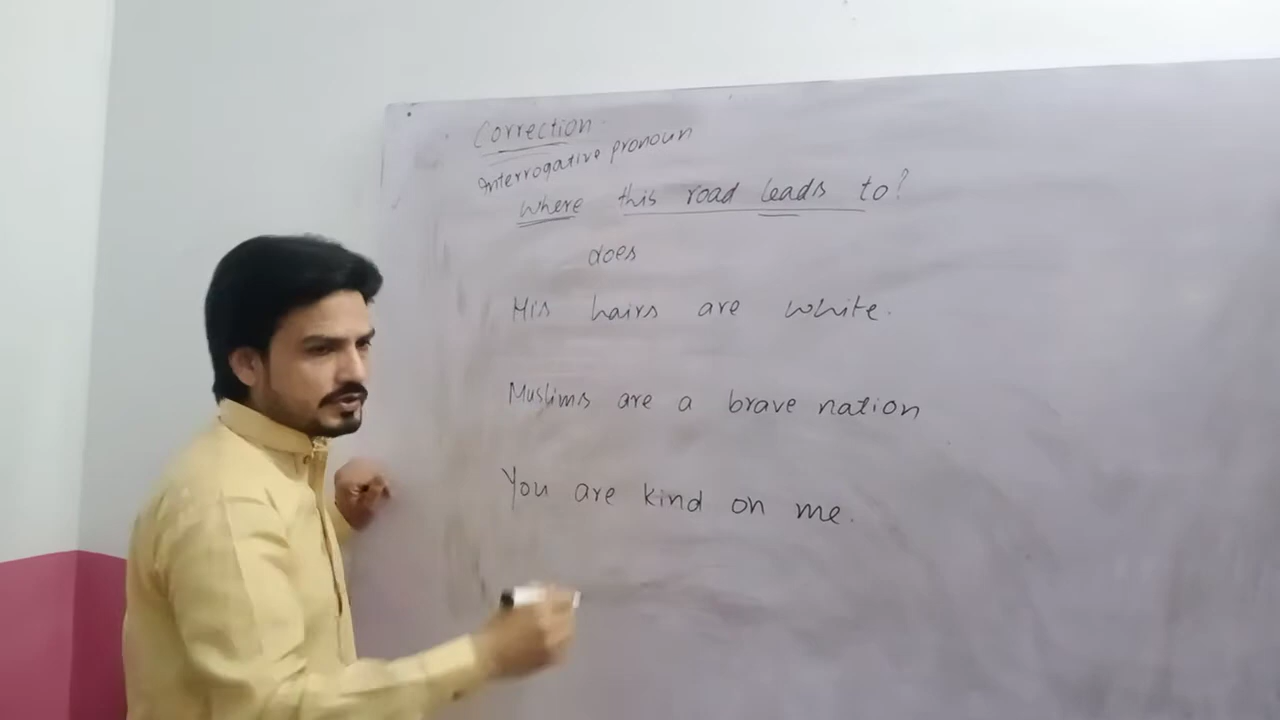 Correction
Interrogative pronoun
Where this road leads to?
does
His hairs are white.
Muslims are a brave nation
You are kind on me.